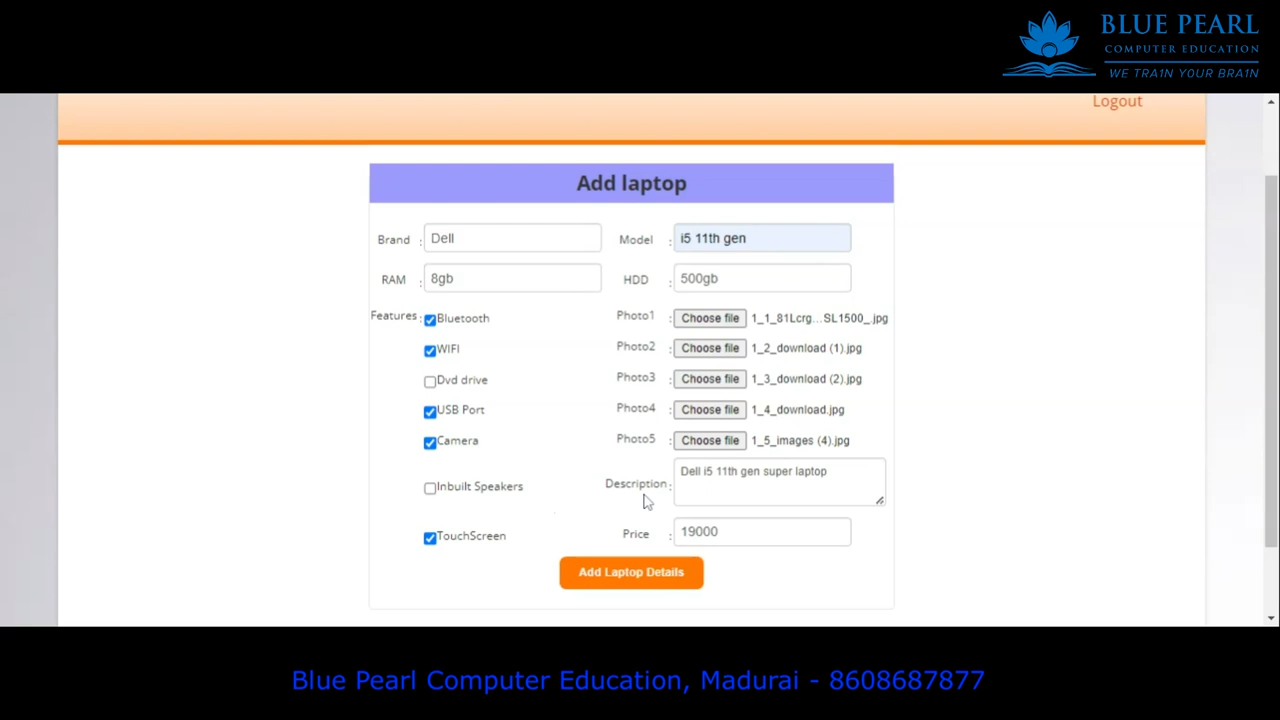 BLUE PEARL
COMPUTER EDUCATION
WE TRAIN YOUR BRAIN
Logout
Add laptop
Brand : Dell Model : i5 11th gen
RAM : 8gb HDD : 500gb
Features : Bluetooth Photo1 : Choose file 1_1_81Lcrg...SL1500_.jpg
WIFI Photo2 : Choose file 1_2_download (1).jpg
Dvd drive Photo3 : Choose file 1_3_download (2).jpg
USB Port Photo4 : Choose file 1_4_download.jpg
Camera Photo5 : Choose file 1_5_images (4).jpg
Inbuilt Speakers Description : Dell i5 11th gen super laptop
TouchScreen Price : 19000
Add Laptop Details
Blue Pearl Computer Education, Madurai - 8608687877